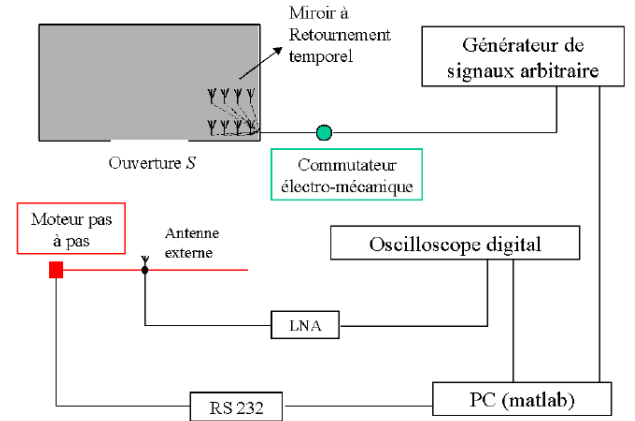 Miroir à
Retournement
temporel
Générateur de
signaux arbitraire
Ouverture S
Commutateur
électro-mécanique
Moteur pas
à pas
Antenne
externe
Oscilloscope digital
LNA
RS 232
PC (matlab)